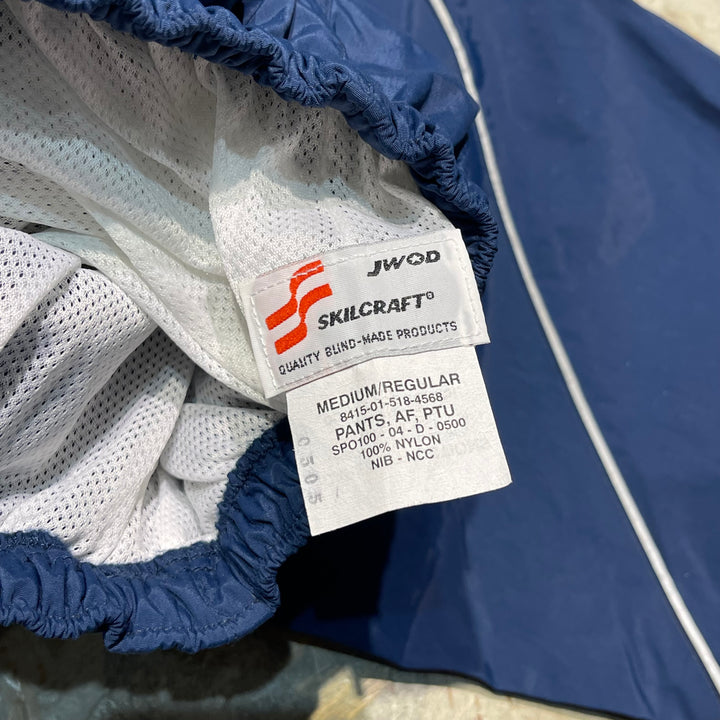 JWOD
SKILCRAFT®
QUALITY BLIND-MADE PRODUCTS
MEDIUM/REGULAR
8415-01-518-4568
PANTS, AF, PTU
SPO100 - 04 - D - 0500
100% NYLON
NIB - NCC
0505